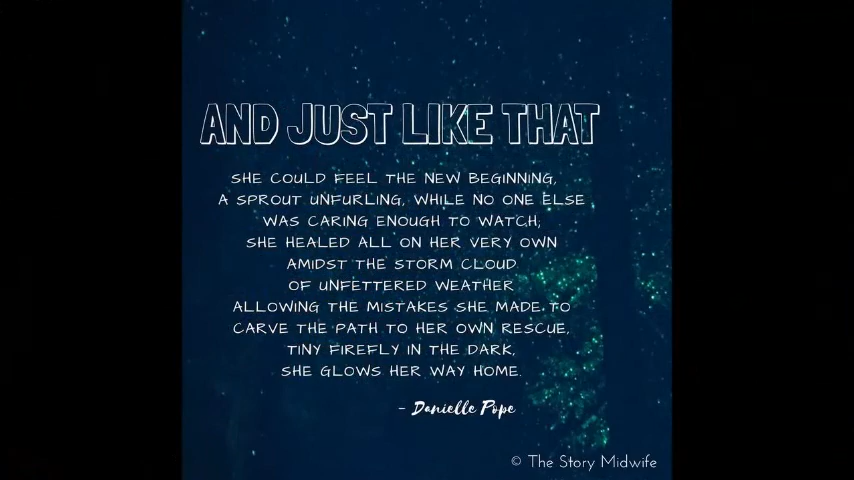 AND JUST LIKE THAT
SHE COULD FEEL THE NEW BEGINNING,
A SPROUT UNFURLING, WHILE NO ONE ELSE
WAS CARING ENOUGH TO WATCH;
SHE HEALED ALL ON HER VERY OWN
AMIDST THE STORM CLOUD
OF UNFETTERED WEATHER
ALLOWING THE MISTAKES SHE MADE TO
CARVE THE PATH TO HER OWN RESCUE,
TINY FIREFLY IN THE DARK,
SHE GLOWS HER WAY HOME.
- Danielle Pope
© The Story Midwife